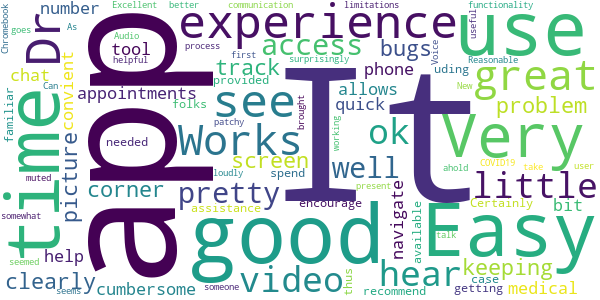 Excellent better communication limitations functionality
Chromebook goes number As Audio process first surprisingly Voice useful Reasonable
Dr experience use
access bugs great
chat tool helpful track provided phone uding New problem
app It
appointments folks see allows quick
familiar convient Can time picture needed patchy brought working
Works ok Very
screen well COVID19 take user
muted corner pretty spend encourage present ahold little
somewhat assistance navigate available talk Certainly bit
good Easy
seemed help loudly hear keeping
clearly cumbersome someone video thus recommend case getting medical
seems